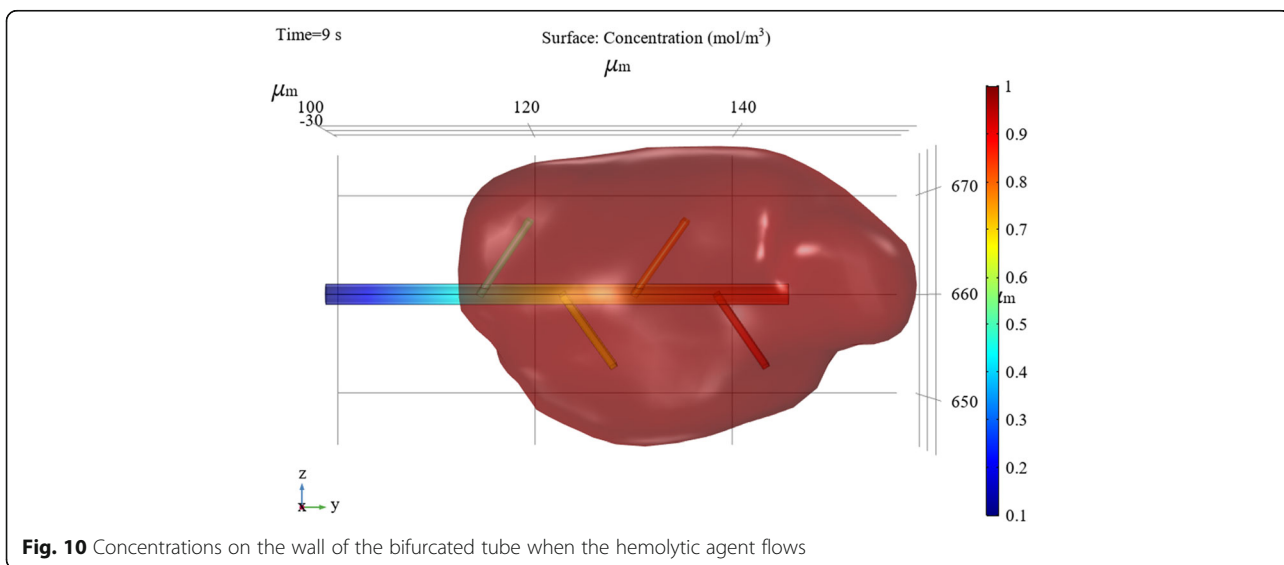 Time=9 s
Surface: Concentration (mol/m³)
μm
μm
100
120
140
-30
1
0.9
0.8
0.7
0.6
0.5
0.4
0.3
0.2
0.1
670
660
650
z
x
y
Fig. 10 Concentrations on the wall of the bifurcated tube when the hemolytic agent flows